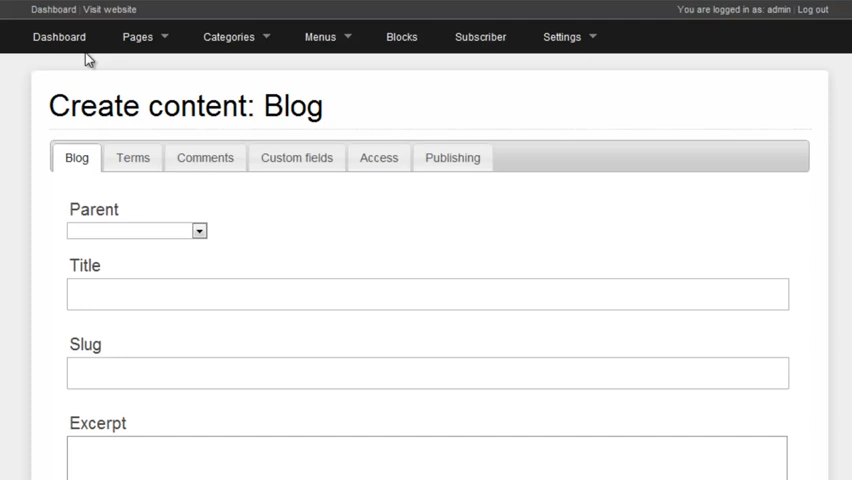 Dashboard Visit website You are logged in as: admin Log out
Dashboard Pages Categories Menus Blocks Subscriber Settings
Create content: Blog
Blog Terms Comments Custom fields Access Publishing
Parent
Title
Slug
Excerpt